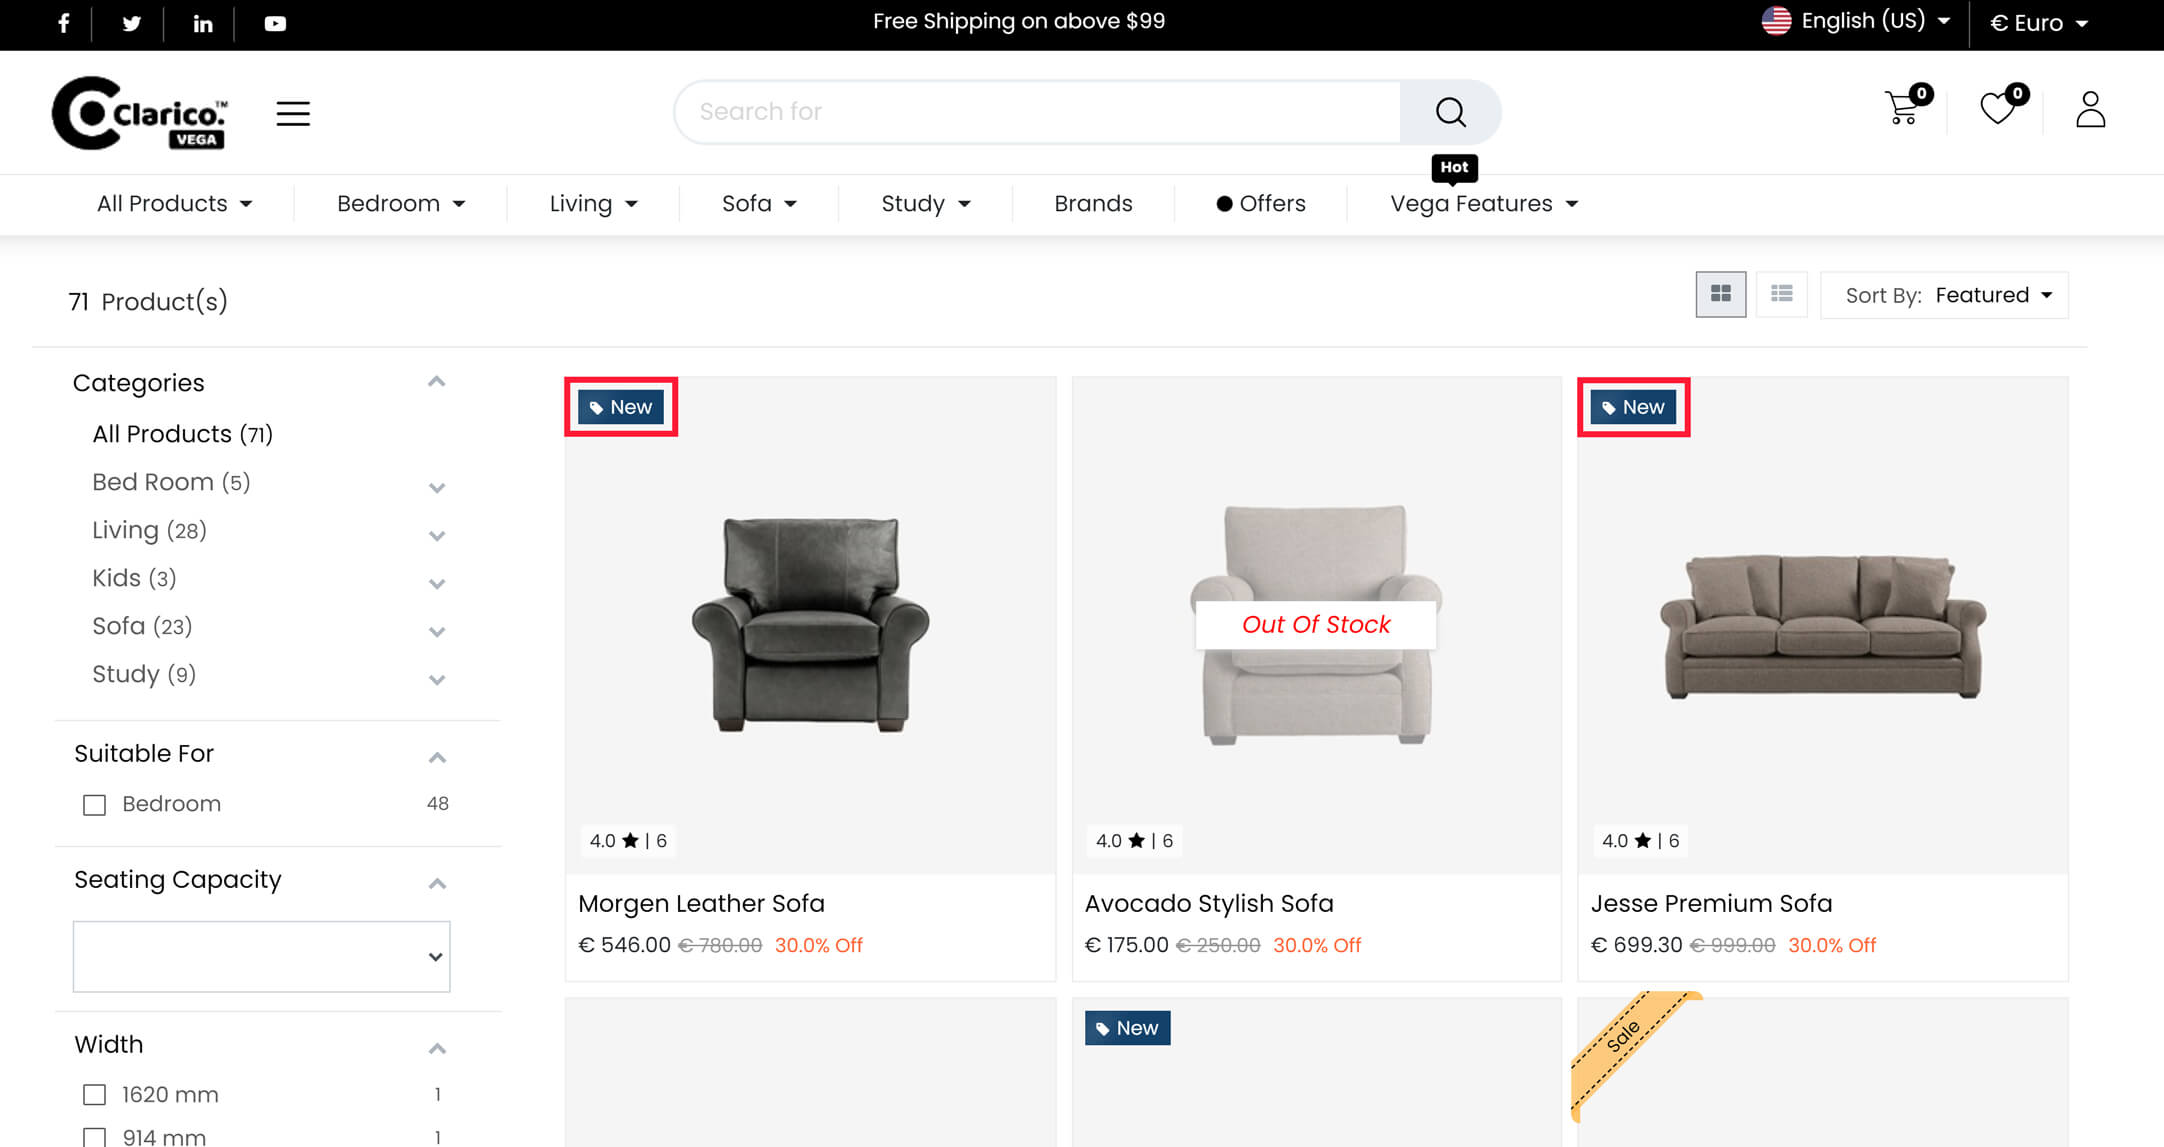 Free Shipping on above $99
English (US)
€ Euro
Clarico.™
VEGA
Search for
0
0
Hot
All Products
Bedroom
Living
Sofa
Study
Brands
Offers
Vega Features
71 Product(s)
Sort By: Featured
Categories
All Products (71)
Bed Room (5)
Living (28)
Kids (3)
Sofa (23)
Study (9)
Suitable For
Bedroom 48
Seating Capacity
Width
1620 mm 1
914 mm 1
New
4.0 ★ | 6
Morgen Leather Sofa
€ 546.00 € 780.00 30.0% Off
Out Of Stock
4.0 ★ | 6
Avocado Stylish Sofa
€ 175.00 € 250.00 30.0% Off
New
4.0 ★ | 6
Jesse Premium Sofa
€ 699.30 € 999.00 30.0% Off
New
Sale